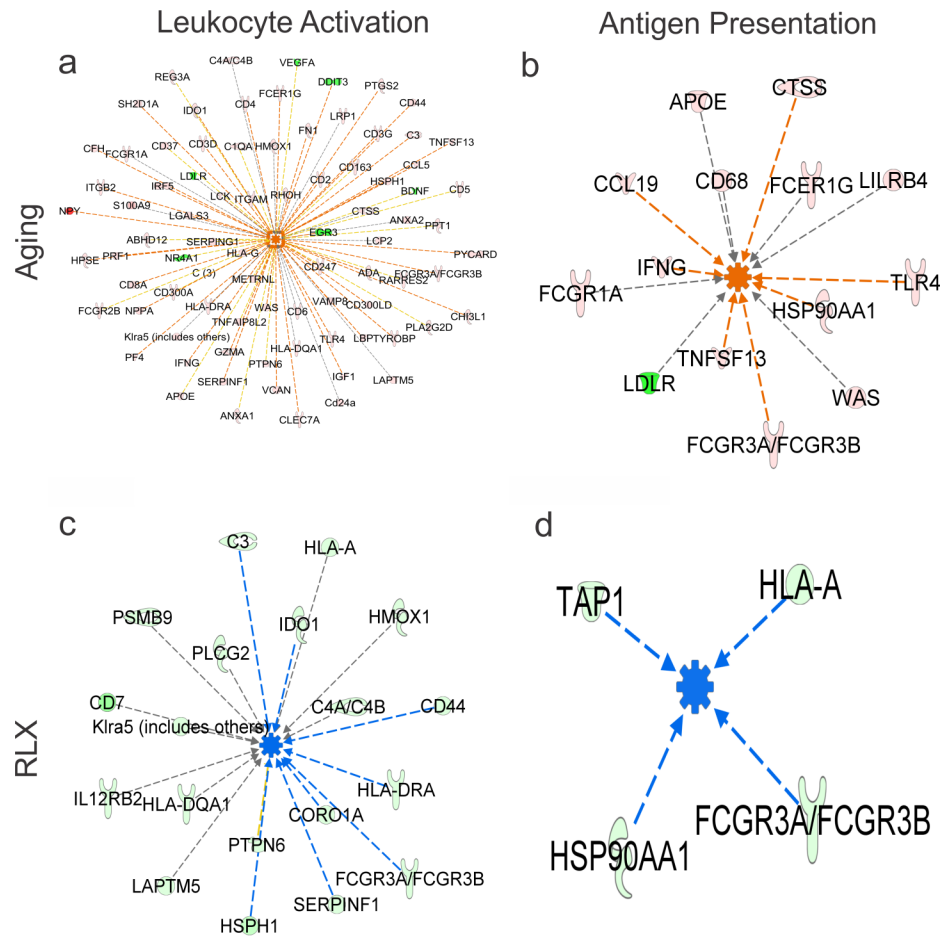 Leukocyte Activation
Antigen Presentation
Aging
RLX
a
C4A/C4B
VEGFA
REG3A
DDIT3
PTGS2
FCER1G
SH2D1A
IDO1
CD4
LRP1
CD44
FN1
CD3G
C3
TNFSF13
CFH
FCGR1A
CD37
CD3D
C1QA
HMOX1
CD163
CCL5
LDLR
CD2
HSPH1
BDNF
CD5
ITGB2
IRF5
LCK
ITGAM
RHOH
CTSS
S100A9
NPY
LGALS3
ANXA2
PPT1
EGR3
ABHD12
SERPING1
LCP2
HPSE
PRF1
NR4A1
HLA-G
PYCARD
C (3)
CD247
ADA
FCGR3A/FCGR3B
RARRES2
CD8A
CD300A
METRNL
FCGR2B
NPPA
HLA-DRA
WAS
CD6
VAMP8
CD300LD
CHI3L1
TNFAIP8L2
PLA2G2D
Klra5 (includes others)
GZMA
HLA-DQA1
TLR4
LBP
TYROBP
PF4
IFNG
PTPN6
SERPINF1
IGF1
LAPTM5
APOE
VCAN
Cd24a
ANXA1
CLEC7A
b
CTSS
APOE
CCL19
CD68
FCER1G
LILRB4
IFNG
FCGR1A
TLR4
HSP90AA1
TNFSF13
LDLR
WAS
FCGR3A/FCGR3B
c
C3
HLA-A
PSMB9
IDO1
HMOX1
PLCG2
CD7
C4A/C4B
CD44
Klra5 (includes others)
IL12RB2
HLA-DQA1
HLA-DRA
CORO1A
PTPN6
LAPTM5
FCGR3A/FCGR3B
SERPINF1
HSPH1
d
TAP1
HLA-A
FCGR3A/FCGR3B
HSP90AA1